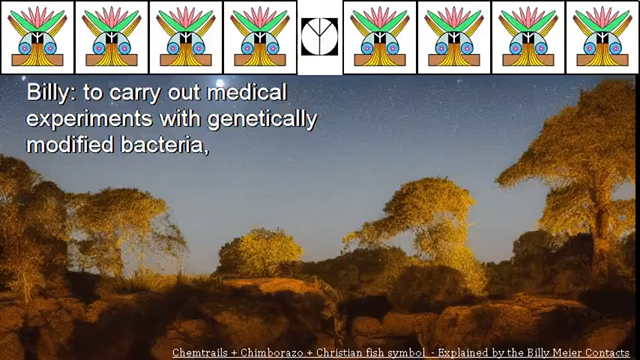 Billy: to carry out medical
experiments with genetically
modified bacteria,
Chemtrails + Chimborazo + Christian fish symbol - Explained by the Billy Meier Contacts